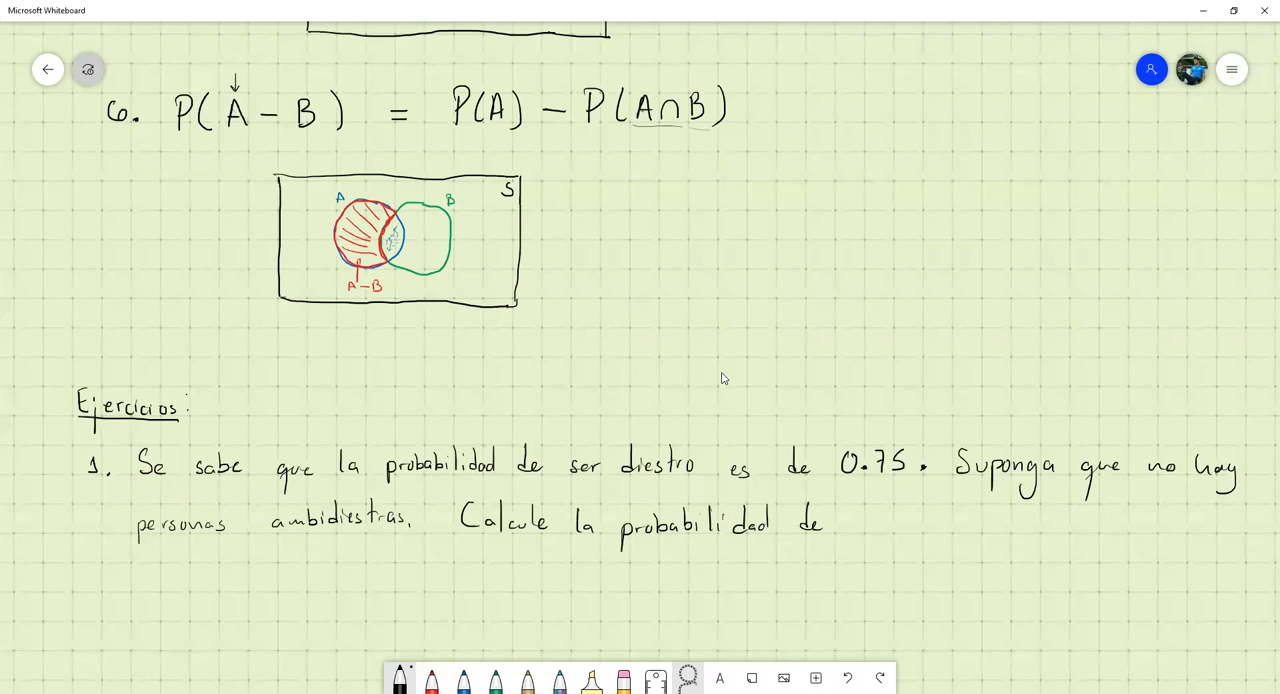 Microsoft Whiteboard
6. P(A - B) = P(A) - P(A∩B)
S
A B
A - B
Ejercicios:
1. Se sabe que la probabilidad de ser diestro es de 0.75. Suponga que no hay
personas ambidiestras. Calcule la probabilidad de
A